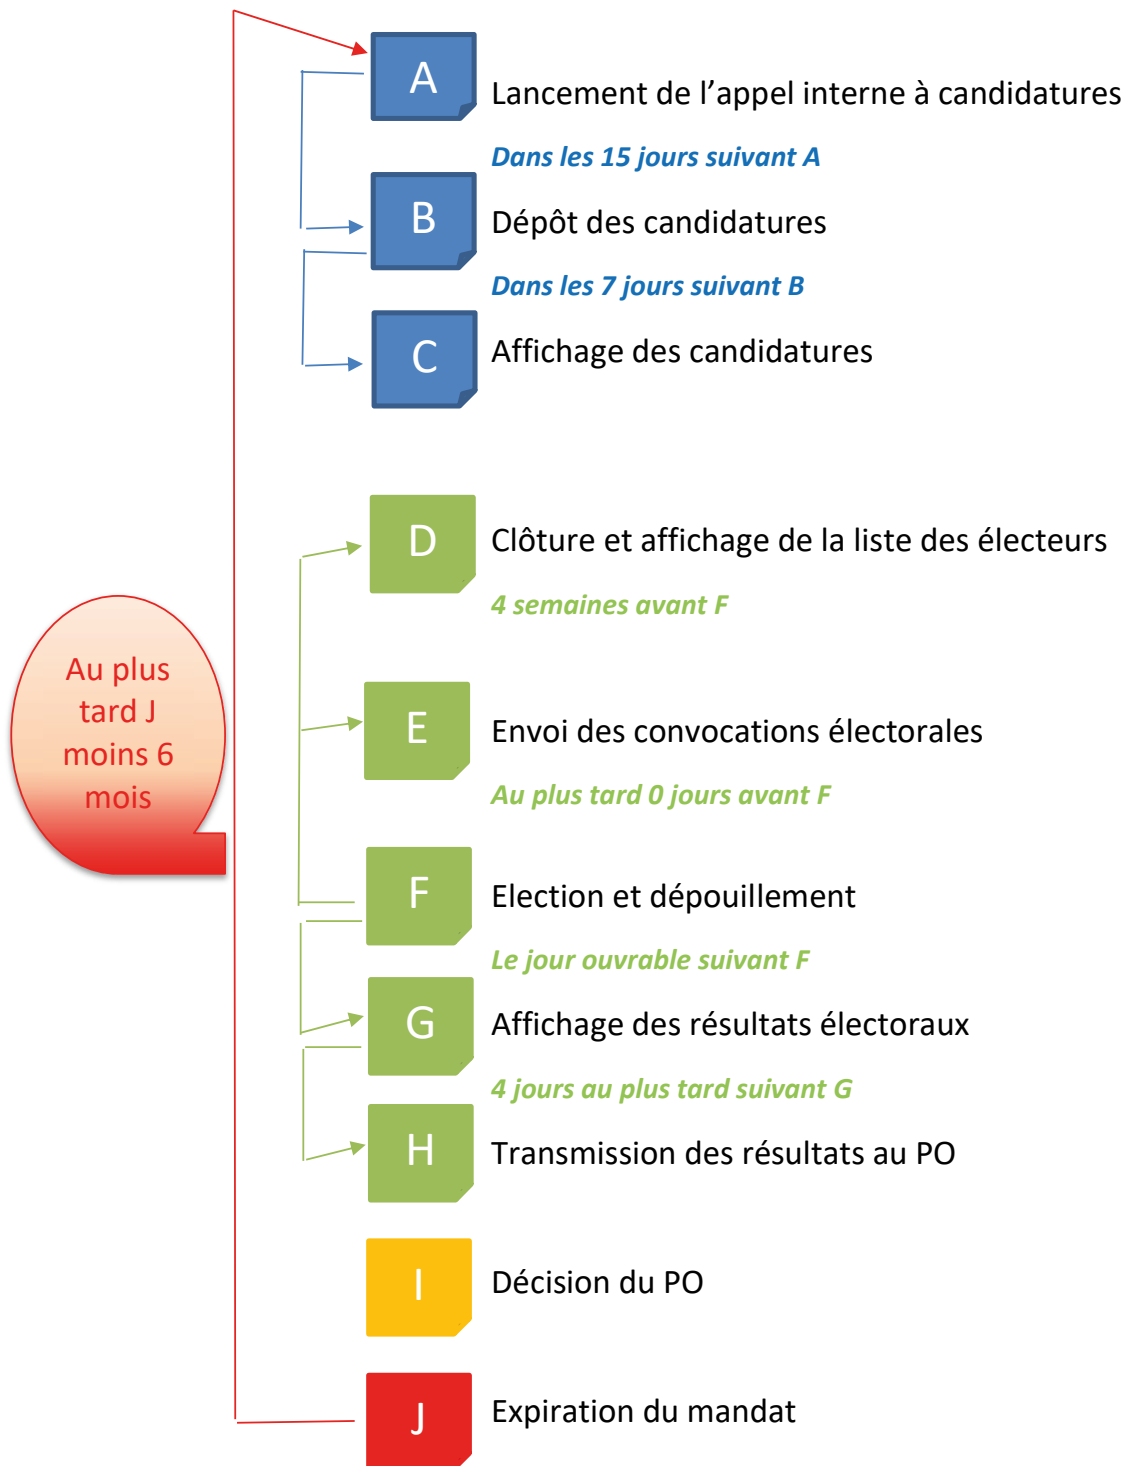 A
Lancement de l’appel interne à candidatures
Dans les 15 jours suivant A
B
Dépôt des candidatures
Dans les 7 jours suivant B
C
Affichage des candidatures
D
Clôture et affichage de la liste des électeurs
4 semaines avant F
Au plus
tard J
moins 6
mois
E
Envoi des convocations électorales
Au plus tard 0 jours avant F
F
Election et dépouillement
Le jour ouvrable suivant F
G
Affichage des résultats électoraux
4 jours au plus tard suivant G
H
Transmission des résultats au PO
I
Décision du PO
J
Expiration du mandat